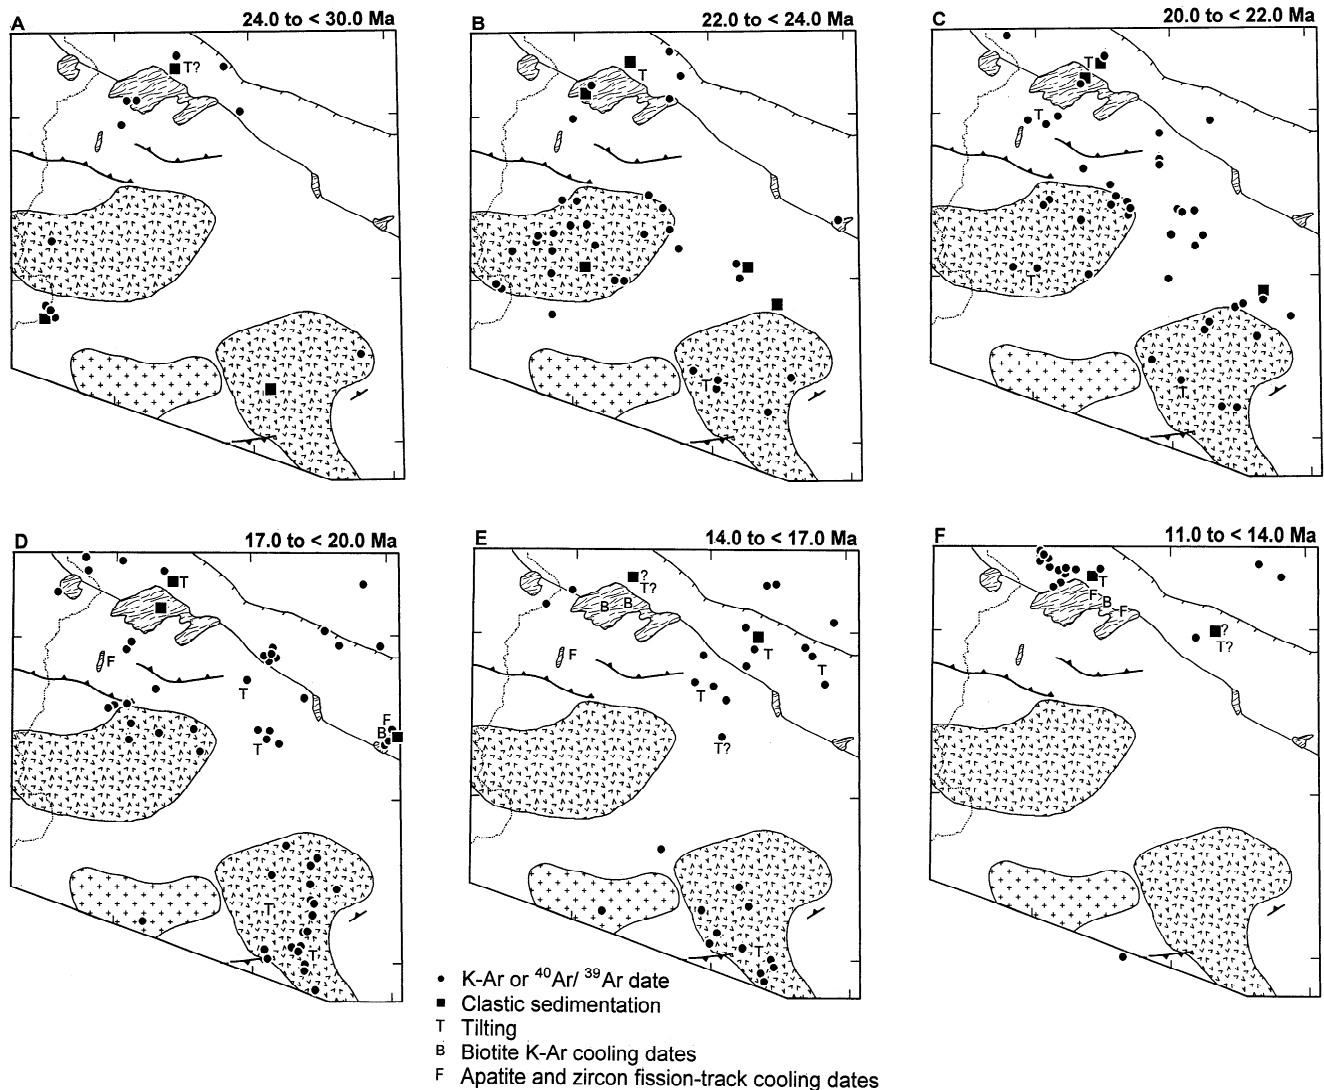 A 24.0 to < 30.0 Ma
T?
B 22.0 to < 24.0 Ma
T
T
C 20.0 to < 22.0 Ma
T
T
T
T
D 17.0 to < 20.0 Ma
T
F
T
F
B
T
T
T
E 14.0 to < 17.0 Ma
?
T?
B B
F
T
T
T
T?
T
F 11.0 to < 14.0 Ma
T
F B F
?
T?
K-Ar or 40Ar/ 39Ar date
Clastic sedimentation
T Tilting
B Biotite K-Ar cooling dates
F Apatite and zircon fission-track cooling dates